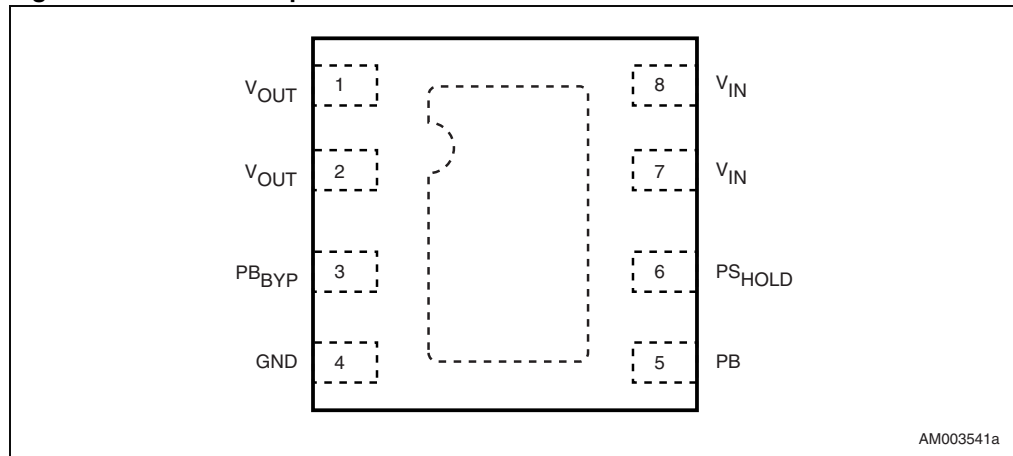 VOUT 1 8 VIN
VOUT 2 7 VIN
PBBYP 3 6 PSHOLD
GND 4 5 PB
AM003541a